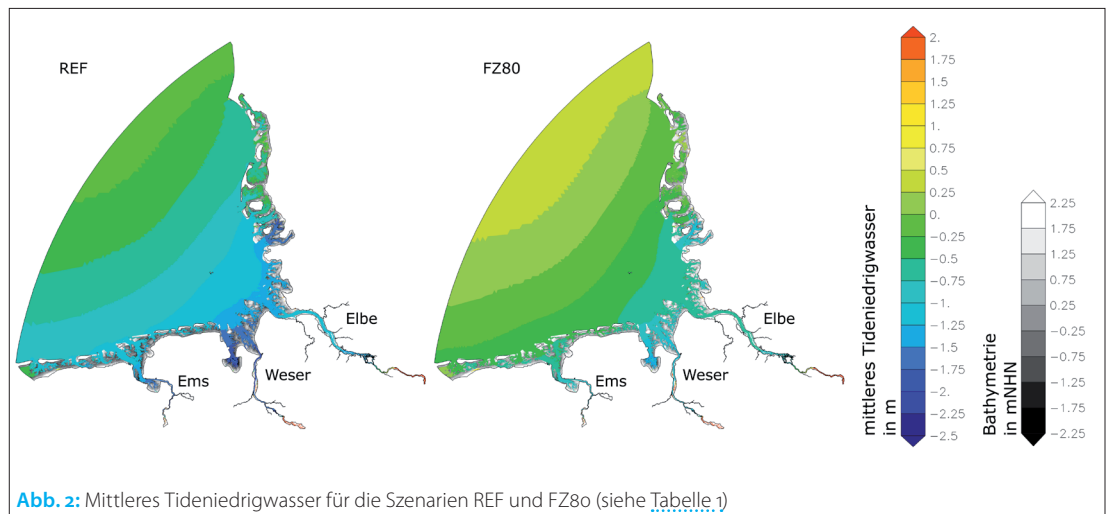 REF
FZ80
Elbe
Weser
Ems
Elbe
Weser
Ems
mittleres Tideniedrigwasser
in m
2.
1.75
1.5
1.25
1.
0.75
0.5
0.25
0.
−0.25
−0.5
−0.75
−1.
−1.25
−1.5
−1.75
−2.
−2.25
−2.5
Bathymetrie
in mNHN
2.25
1.75
1.25
0.75
0.25
−0.25
−0.75
−1.25
−1.75
−2.25
Abb. 2: Mittleres Tideniedrigwasser für die Szenarien REF und FZ80 (siehe Tabelle 1)